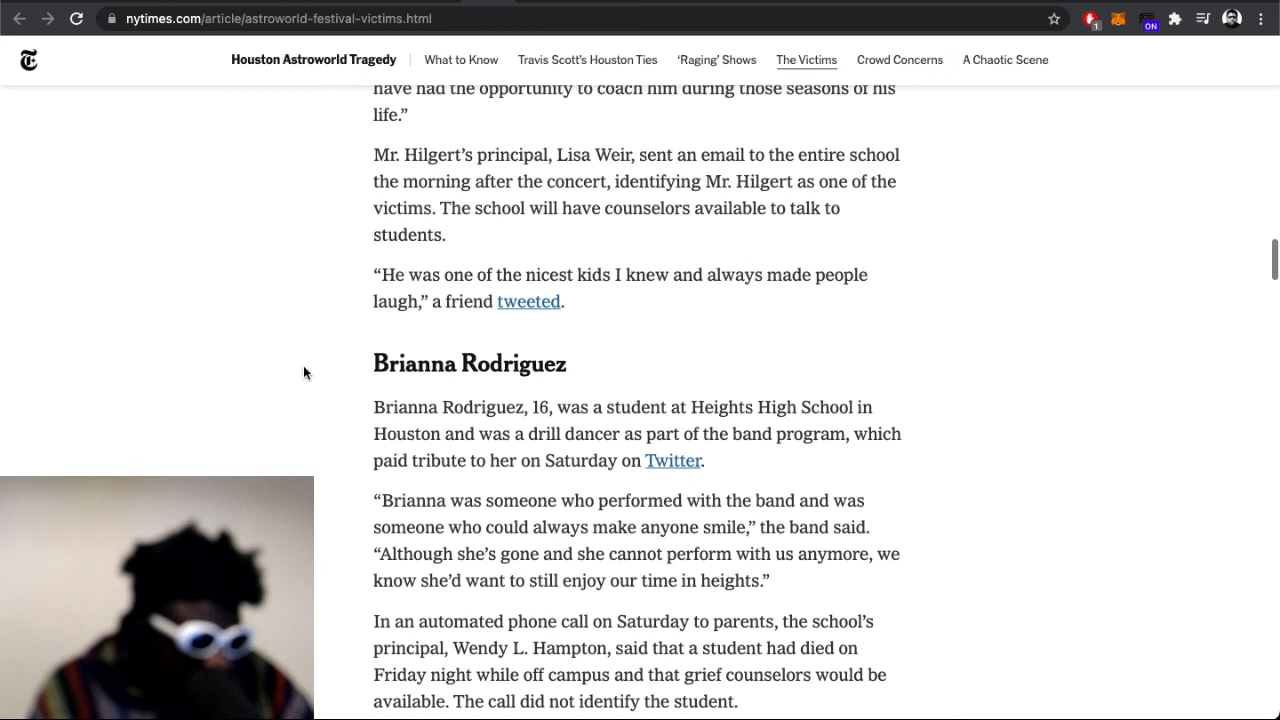 nytimes.com/article/astroworld-festival-victims.html
1
ON
T
Houston Astroworld Tragedy
What to Know
Travis Scott’s Houston Ties
‘Raging’ Shows
The Victims
Crowd Concerns
A Chaotic Scene
have had the opportunity to coach him during those seasons of his
life.”
Mr. Hilgert’s principal, Lisa Weir, sent an email to the entire school
the morning after the concert, identifying Mr. Hilgert as one of the
victims. The school will have counselors available to talk to
students.
“He was one of the nicest kids I knew and always made people
laugh,” a friend tweeted.
Brianna Rodriguez
Brianna Rodriguez, 16, was a student at Heights High School in
Houston and was a drill dancer as part of the band program, which
paid tribute to her on Saturday on Twitter.
“Brianna was someone who performed with the band and was
someone who could always make anyone smile,” the band said.
“Although she’s gone and she cannot perform with us anymore, we
know she’d want to still enjoy our time in heights.”
In an automated phone call on Saturday to parents, the school’s
principal, Wendy L. Hampton, said that a student had died on
Friday night while off campus and that grief counselors would be
available. The call did not identify the student.